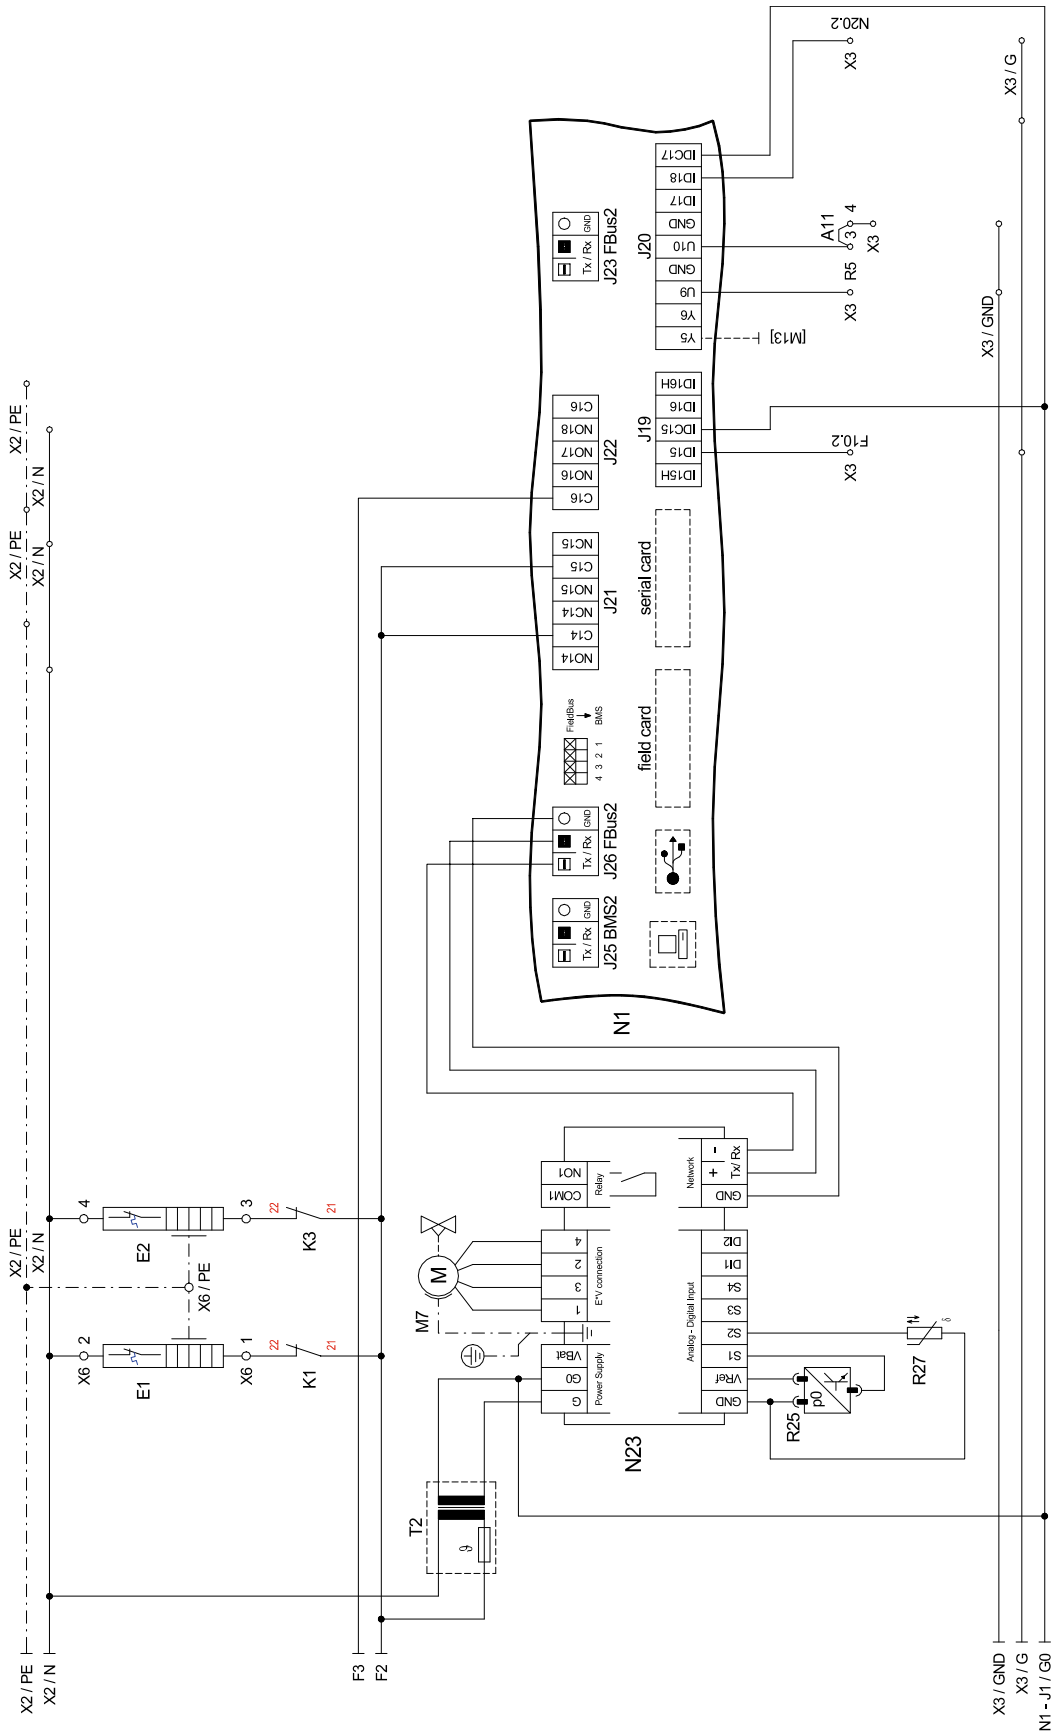 X2 / PE
X2 / N
X2 / PE
X2 / N
X2 / PE
X2 / N
X2 / PE
X2 / N
4
E2
3
22
21
K3
X6 / PE
X6
2
E1
X6
1
22
21
K1
F3
F2
T2
ϑ
M7
M
N23
G
G0
VBat
Power Supply
1
3
2
4
E*V connection
COM1
NO1
Relay
GND
VRef
S1
S2
S3
S4
DI1
DI2
Analog - Digital Input
GND
+
-
Tx/ Rx
Network
R25
p0
R27
δ
N1
Tx / Rx
GND
J25 BMS2
Tx / Rx
GND
J26 FBus2
4 3 2 1
FieldBus
BMS
NO14
C14
NC14
NO15
C15
NC15
J21
C16
NO16
NO17
NO18
C16
J22
Tx / Rx
GND
J23 FBus2
field card
serial card
ID15H
ID15
IDC15
ID16
ID16H
J19
Y5
Y6
U9
GND
U10
GND
ID17
ID18
IDC17
J20
[M13]
X3
F10.2
X3
R5
3
4
A11
X3
X3
N20.2
X3 / GND
X3 / G
X3 / GND
X3 / G
N1 - J1 / G0